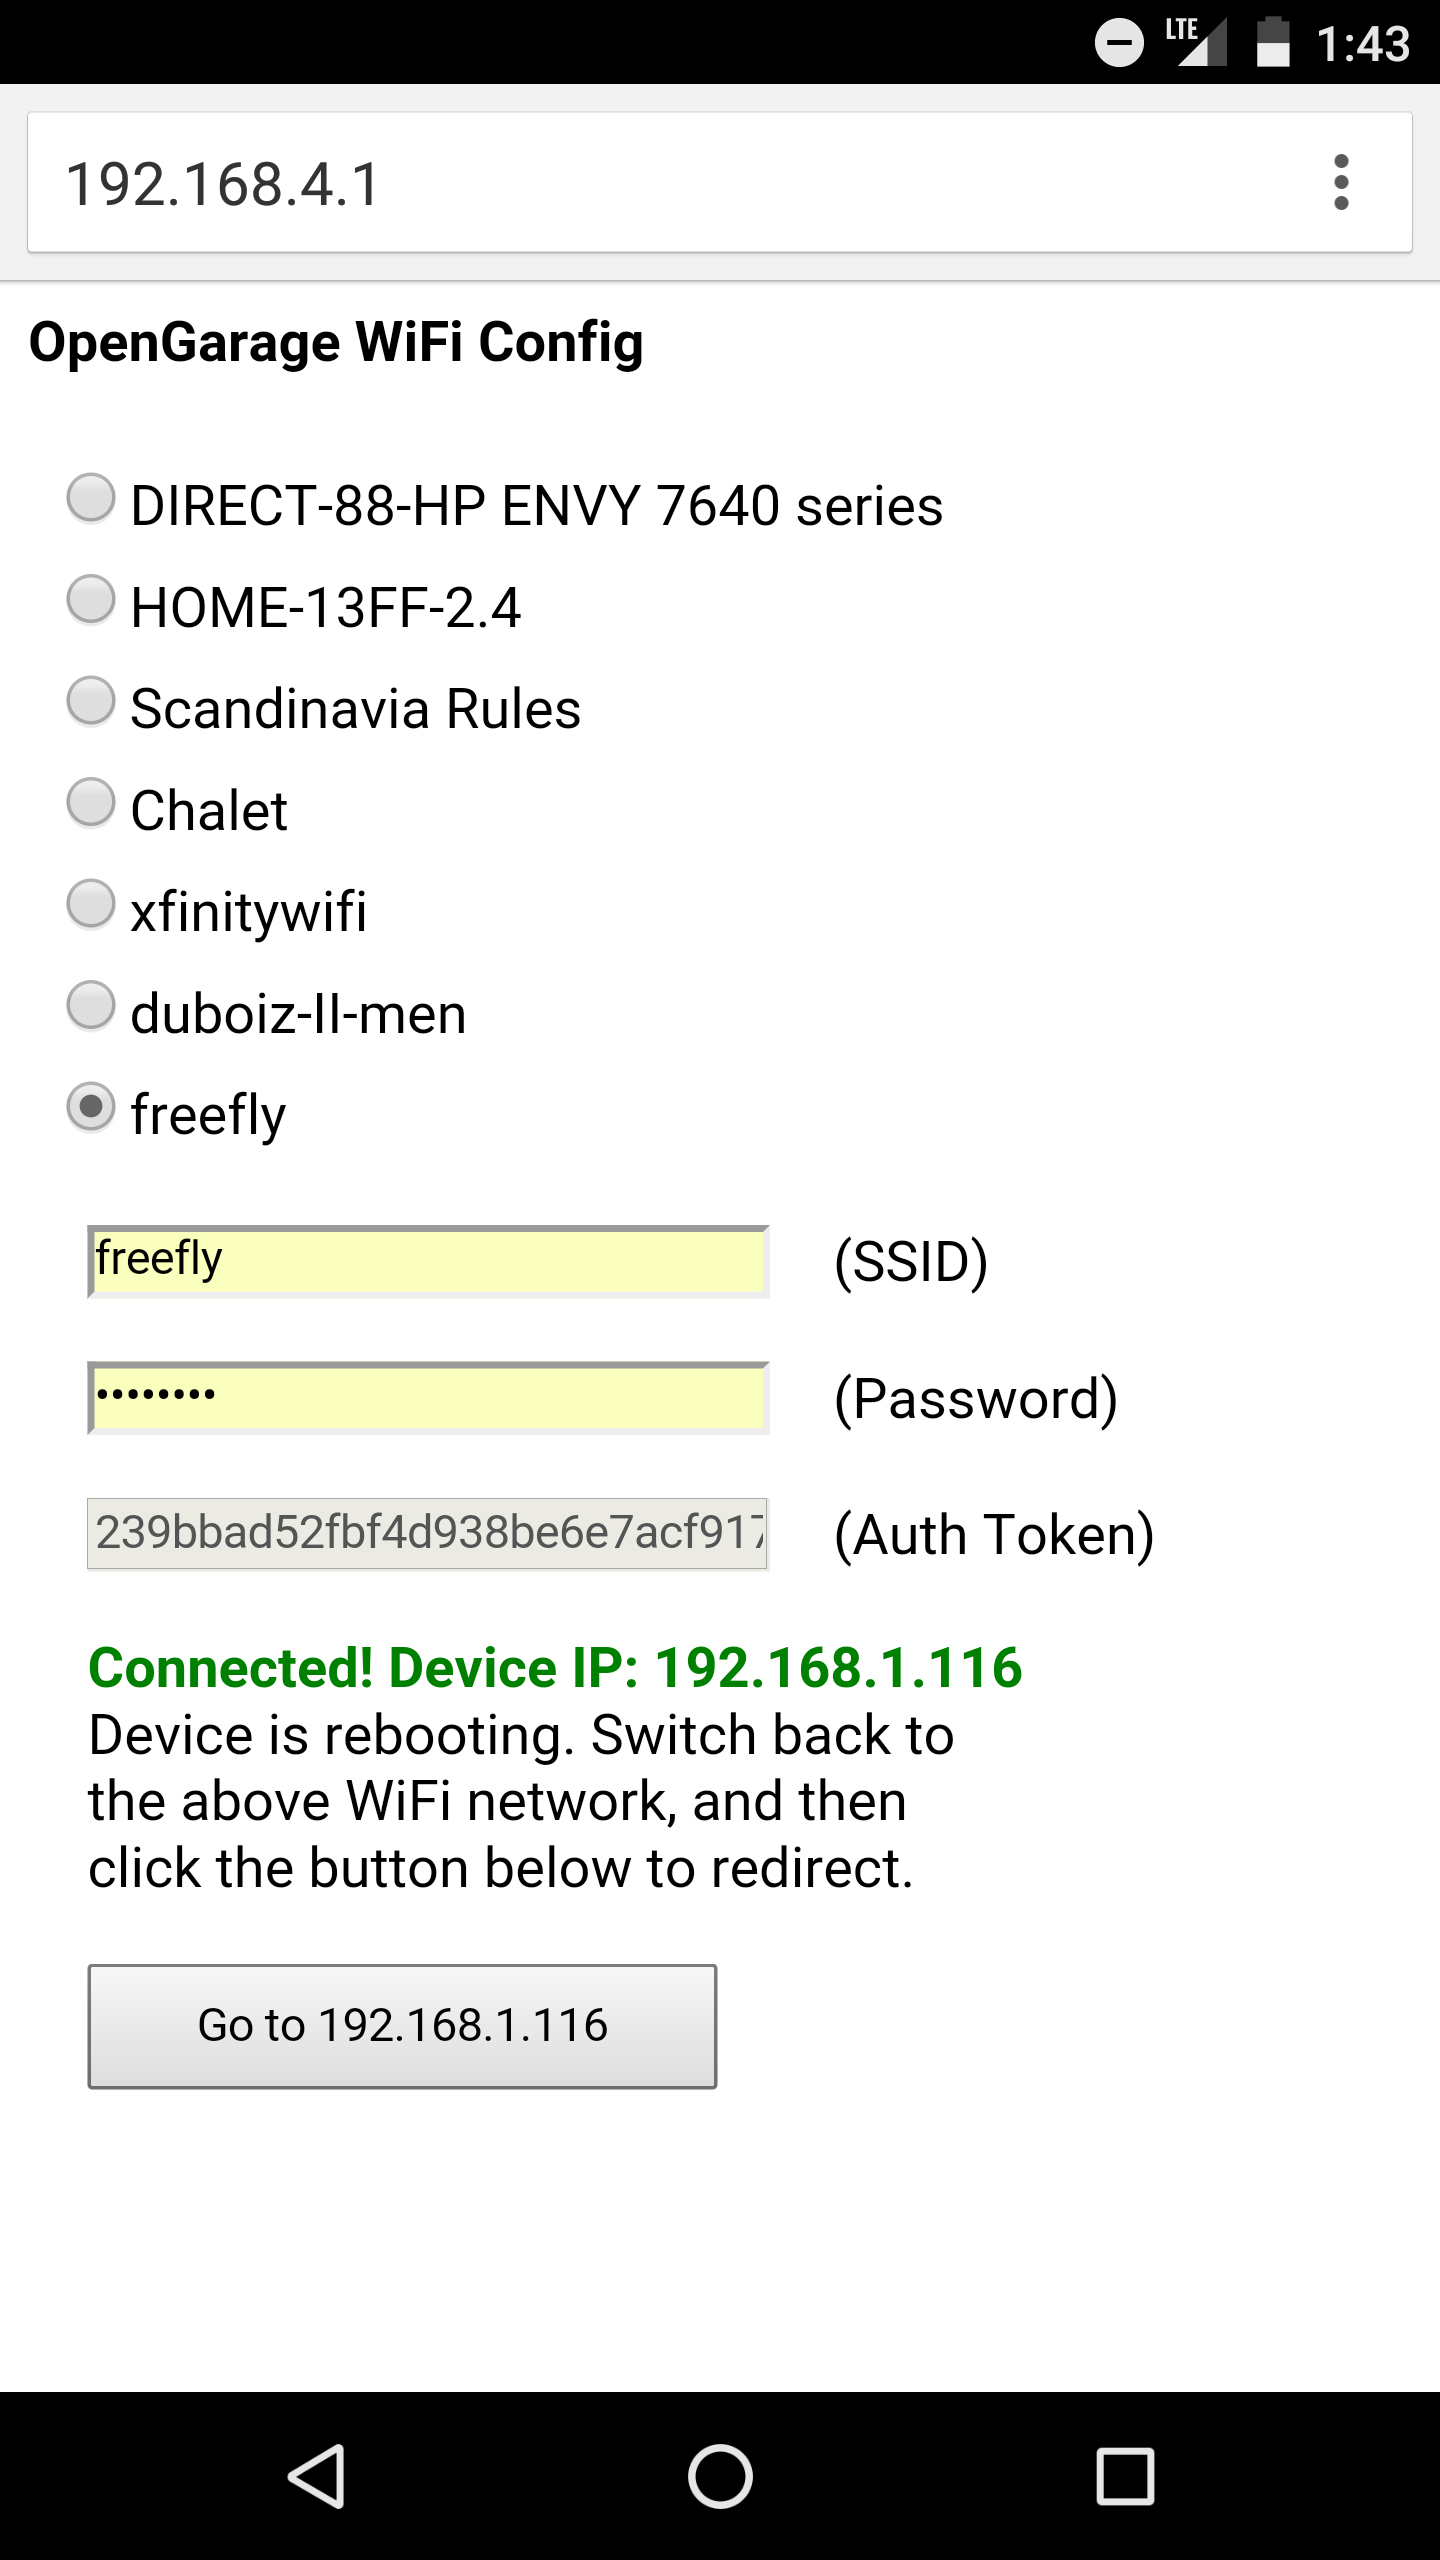 LTE 1:43
192.168.4.1
OpenGarage WiFi Config
DIRECT-88-HP ENVY 7640 series
HOME-13FF-2.4
Scandinavia Rules
Chalet
xfinitywifi
duboiz-II-men
freefly
freefly (SSID)
•••••••• (Password)
239bbad52fbf4d938be6e7acf917 (Auth Token)
Connected! Device IP: 192.168.1.116
Device is rebooting. Switch back to
the above WiFi network, and then
click the button below to redirect.
Go to 192.168.1.116